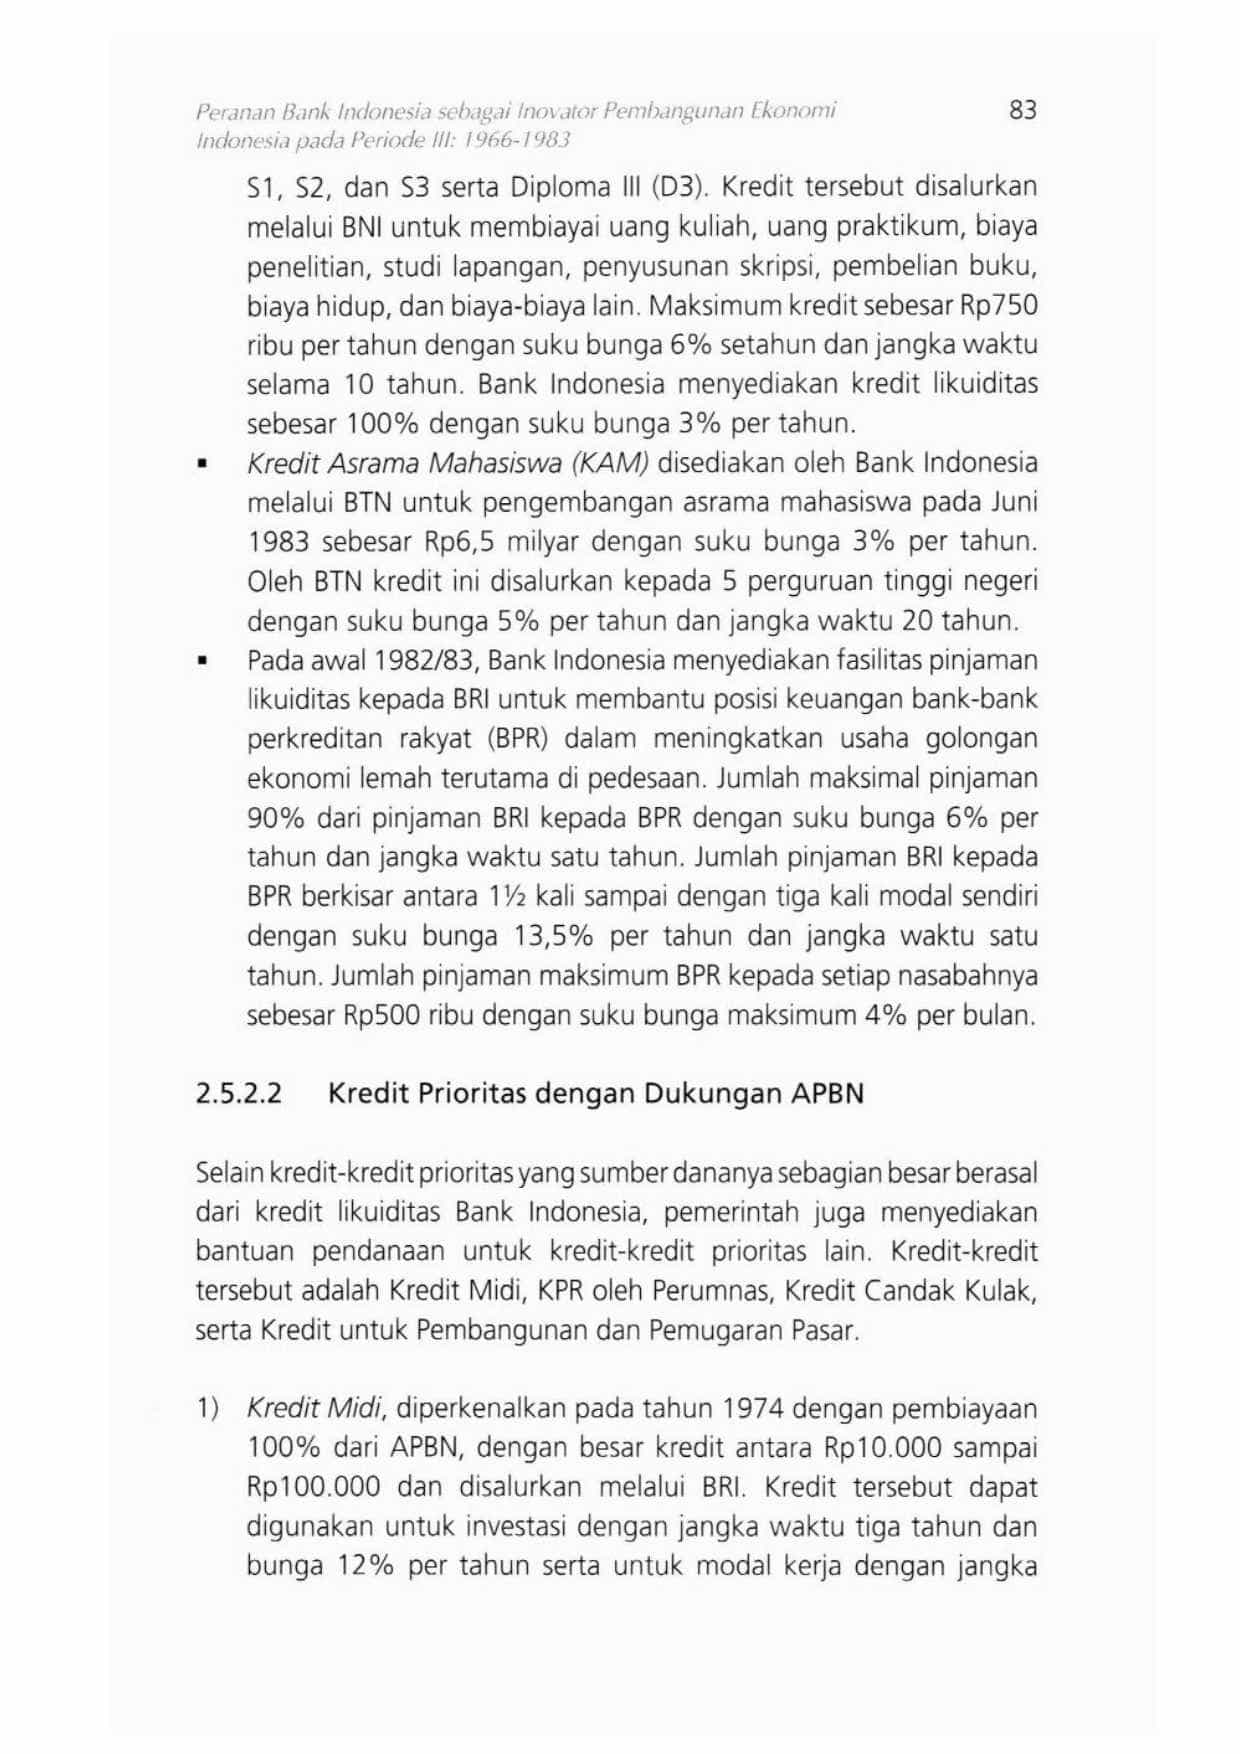 Peranan Bank Indonesia sebagai Inovator Pembangunan Ekonomi 83
Indonesia pada Periode III: 1966-1983
S1, S2, dan S3 serta Diploma III (D3). Kredit tersebut disalurkan
melalui BNI untuk membiayai uang kuliah, uang praktikum, biaya
penelitian, studi lapangan, penyusunan skripsi, pembelian buku,
biaya hidup, dan biaya-biaya lain. Maksimum kredit sebesar Rp750
ribu per tahun dengan suku bunga 6% setahun dan jangka waktu
selama 10 tahun. Bank Indonesia menyediakan kredit likuiditas
sebesar 100% dengan suku bunga 3% per tahun.
▪ Kredit Asrama Mahasiswa (KAM) disediakan oleh Bank Indonesia
melalui BTN untuk pengembangan asrama mahasiswa pada Juni
1983 sebesar Rp6,5 milyar dengan suku bunga 3% per tahun.
Oleh BTN kredit ini disalurkan kepada 5 perguruan tinggi negeri
dengan suku bunga 5% per tahun dan jangka waktu 20 tahun.
▪ Pada awal 1982/83, Bank Indonesia menyediakan fasilitas pinjaman
likuiditas kepada BRI untuk membantu posisi keuangan bank-bank
perkreditan rakyat (BPR) dalam meningkatkan usaha golongan
ekonomi lemah terutama di pedesaan. Jumlah maksimal pinjaman
90% dari pinjaman BRI kepada BPR dengan suku bunga 6% per
tahun dan jangka waktu satu tahun. Jumlah pinjaman BRI kepada
BPR berkisar antara 1½ kali sampai dengan tiga kali modal sendiri
dengan suku bunga 13,5% per tahun dan jangka waktu satu
tahun. Jumlah pinjaman maksimum BPR kepada setiap nasabahnya
sebesar Rp500 ribu dengan suku bunga maksimum 4% per bulan.
2.5.2.2 Kredit Prioritas dengan Dukungan APBN
Selain kredit-kredit prioritas yang sumber dananya sebagian besar berasal
dari kredit likuiditas Bank Indonesia, pemerintah juga menyediakan
bantuan pendanaan untuk kredit-kredit prioritas lain. Kredit-kredit
tersebut adalah Kredit Midi, KPR oleh Perumnas, Kredit Candak Kulak,
serta Kredit untuk Pembangunan dan Pemugaran Pasar.
1) Kredit Midi, diperkenalkan pada tahun 1974 dengan pembiayaan
100% dari APBN, dengan besar kredit antara Rp10.000 sampai
Rp100.000 dan disalurkan melalui BRI. Kredit tersebut dapat
digunakan untuk investasi dengan jangka waktu tiga tahun dan
bunga 12% per tahun serta untuk modal kerja dengan jangka